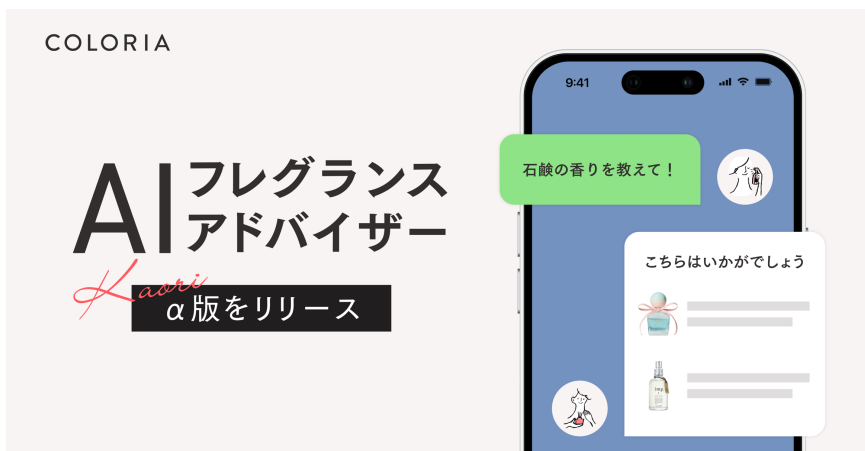 COLORIA
AI フレグランス
アドバイザー
Kaori
α版をリリース
9:41
石鹸の香りを教えて！
こちらはいかがでしょう